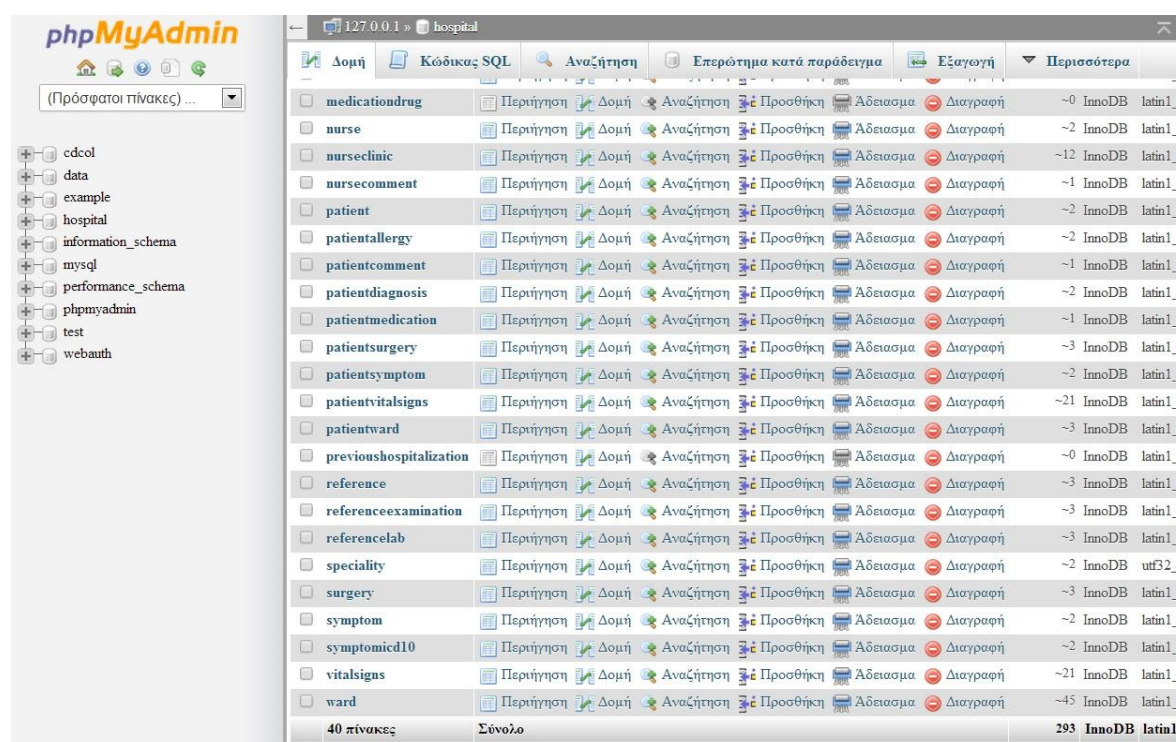 phpMyAdmin
(Πρόσφατοι πίνακες) ...
cdcol
data
example
hospital
information_schema
mysql
performance_schema
phpmyadmin
test
webauth
127.0.0.1 » hospital
Δομή Κώδικας SQL Αναζήτηση Επερώτημα κατά παράδειγμα Εξαγωγή Περισσότερα
medicationdrug Περιήγηση Δομή Αναζήτηση Προσθήκη Άδειασμα Διαγραφή ~0 InnoDB latin1_
nurse Περιήγηση Δομή Αναζήτηση Προσθήκη Άδειασμα Διαγραφή ~2 InnoDB latin1_
nurseclinic Περιήγηση Δομή Αναζήτηση Προσθήκη Άδειασμα Διαγραφή ~12 InnoDB latin1_
nursecomment Περιήγηση Δομή Αναζήτηση Προσθήκη Άδειασμα Διαγραφή ~1 InnoDB latin1_
patient Περιήγηση Δομή Αναζήτηση Προσθήκη Άδειασμα Διαγραφή ~2 InnoDB latin1_
patientallergy Περιήγηση Δομή Αναζήτηση Προσθήκη Άδειασμα Διαγραφή ~2 InnoDB latin1_
patientcomment Περιήγηση Δομή Αναζήτηση Προσθήκη Άδειασμα Διαγραφή ~1 InnoDB latin1_
patientdiagnosis Περιήγηση Δομή Αναζήτηση Προσθήκη Άδειασμα Διαγραφή ~2 InnoDB latin1_
patientmedication Περιήγηση Δομή Αναζήτηση Προσθήκη Άδειασμα Διαγραφή ~1 InnoDB latin1_
patientsurgery Περιήγηση Δομή Αναζήτηση Προσθήκη Άδειασμα Διαγραφή ~3 InnoDB latin1_
patientsymptom Περιήγηση Δομή Αναζήτηση Προσθήκη Άδειασμα Διαγραφή ~2 InnoDB latin1_
patientvitalsigns Περιήγηση Δομή Αναζήτηση Προσθήκη Άδειασμα Διαγραφή ~21 InnoDB latin1_
patientward Περιήγηση Δομή Αναζήτηση Προσθήκη Άδειασμα Διαγραφή ~3 InnoDB latin1_
previoushospitalization Περιήγηση Δομή Αναζήτηση Προσθήκη Άδειασμα Διαγραφή ~0 InnoDB latin1_
reference Περιήγηση Δομή Αναζήτηση Προσθήκη Άδειασμα Διαγραφή ~3 InnoDB latin1_
referenceexamination Περιήγηση Δομή Αναζήτηση Προσθήκη Άδειασμα Διαγραφή ~3 InnoDB latin1_
referencelab Περιήγηση Δομή Αναζήτηση Προσθήκη Άδειασμα Διαγραφή ~3 InnoDB latin1_
speciality Περιήγηση Δομή Αναζήτηση Προσθήκη Άδειασμα Διαγραφή ~2 InnoDB utf32_
surgery Περιήγηση Δομή Αναζήτηση Προσθήκη Άδειασμα Διαγραφή ~3 InnoDB latin1_
symptom Περιήγηση Δομή Αναζήτηση Προσθήκη Άδειασμα Διαγραφή ~2 InnoDB latin1_
symptomicd10 Περιήγηση Δομή Αναζήτηση Προσθήκη Άδειασμα Διαγραφή ~2 InnoDB latin1_
vitalsigns Περιήγηση Δομή Αναζήτηση Προσθήκη Άδειασμα Διαγραφή ~21 InnoDB latin1_
ward Περιήγηση Δομή Αναζήτηση Προσθήκη Άδειασμα Διαγραφή ~45 InnoDB latin1_
40 πίνακες Σύνολο 293 InnoDB latin1